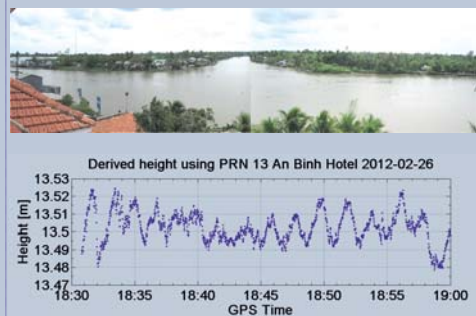 Derived height using PRN 13 An Binh Hotel 2012-02-26
Height [m]
13.53
13.52
13.51
13.5
13.49
13.48
13.47
18:30 18:35 18:40 18:45 18:50 18:55 19:00
GPS Time